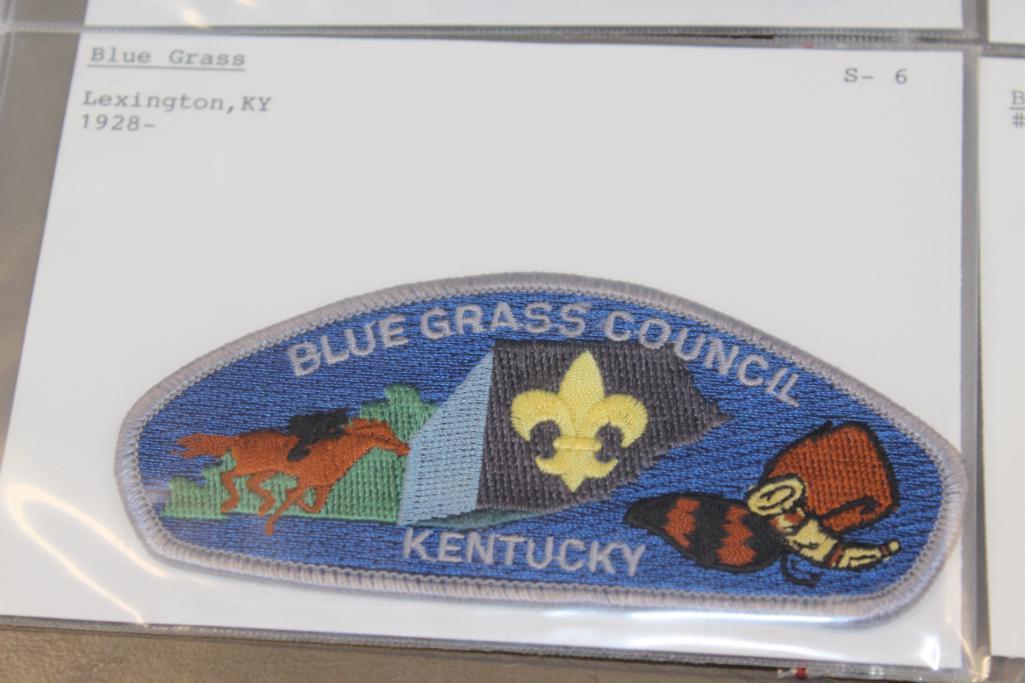 Blue Grass
S- 6
Lexington,KY
1928-
BLUE GRASS COUNCIL
KENTUCKY
B
#